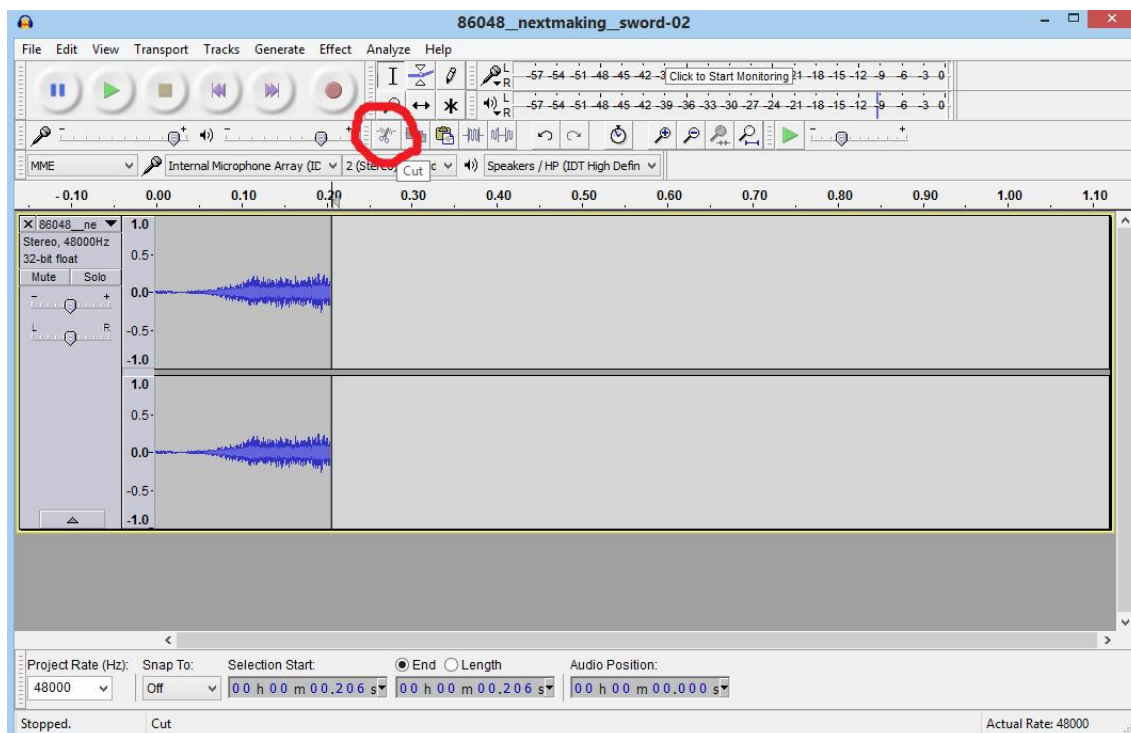 86048__nextmaking__sword-02
File Edit View Transport Tracks Generate Effect Analyze Help
L R -57 -54 -51 -48 -45 -42 -3 Click to Start Monitoring 21 -18 -15 -12 -9 -6 -3 0
L R -57 -54 -51 -48 -45 -42 -39 -36 -33 -30 -27 -24 -21 -18 -15 -12 -9 -6 -3 0
- + - + - +
MME Internal Microphone Array (IC 2 (Stereo) Cut c Speakers / HP (IDT High Defin
-0.10 0.00 0.10 0.20 0.30 0.40 0.50 0.60 0.70 0.80 0.90 1.00 1.10
86048__ne 1.0
Stereo, 48000Hz
32-bit float 0.5
Mute Solo
- + 0.0
L R -0.5
-1.0
1.0
0.5
0.0
-0.5
-1.0
Project Rate (Hz): Snap To: Selection Start: End Length Audio Position:
48000 Off 00 h 00 m 00.206 s 00 h 00 m 00.206 s 00 h 00 m 00.000 s
Stopped. Cut Actual Rate: 48000